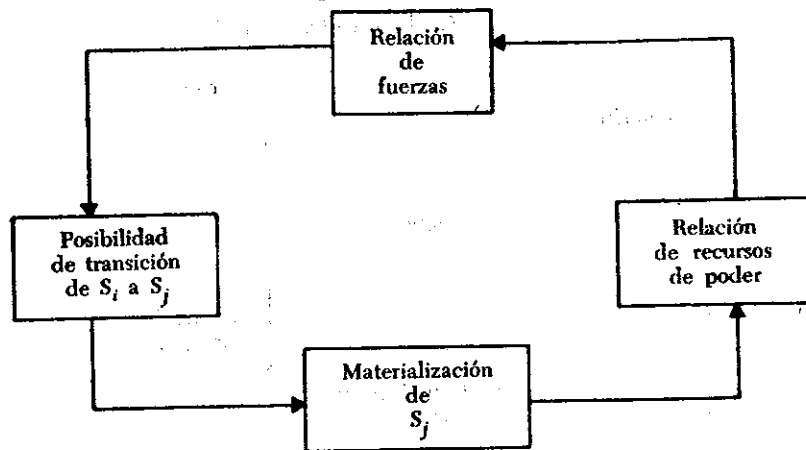 Relación
de
fuerzas
Posibilidad
de transición
de S_i a S_j
Relación
de recursos
de poder
Materialización
de
S_j